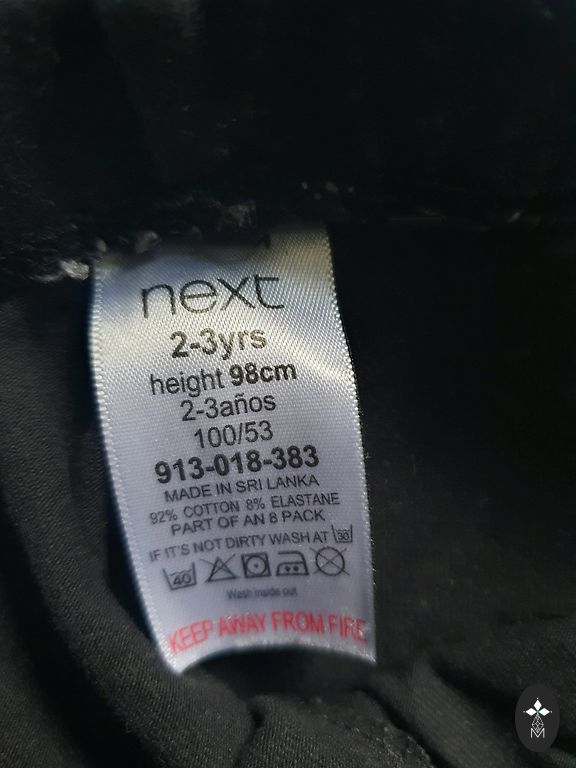 next
2-3yrs
height 98cm
2-3años
100/53
913-018-383
MADE IN SRI LANKA
92% COTTON 8% ELASTANE
PART OF AN 8 PACK
IF IT'S NOT DIRTY WASH AT 30
40
Wash inside out
KEEP AWAY FROM FIRE
M